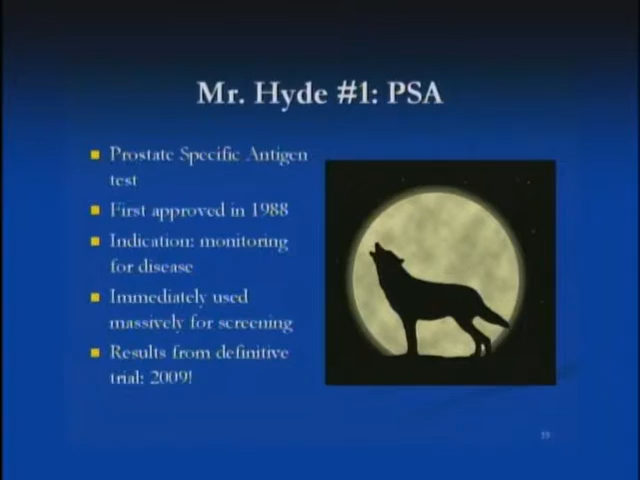 Mr. Hyde #1: PSA
Prostate Specific Antigen
test
First approved in 1988
Indication: monitoring
for disease
Immediately used
massively for screening
Results from definitive
trial: 2009!